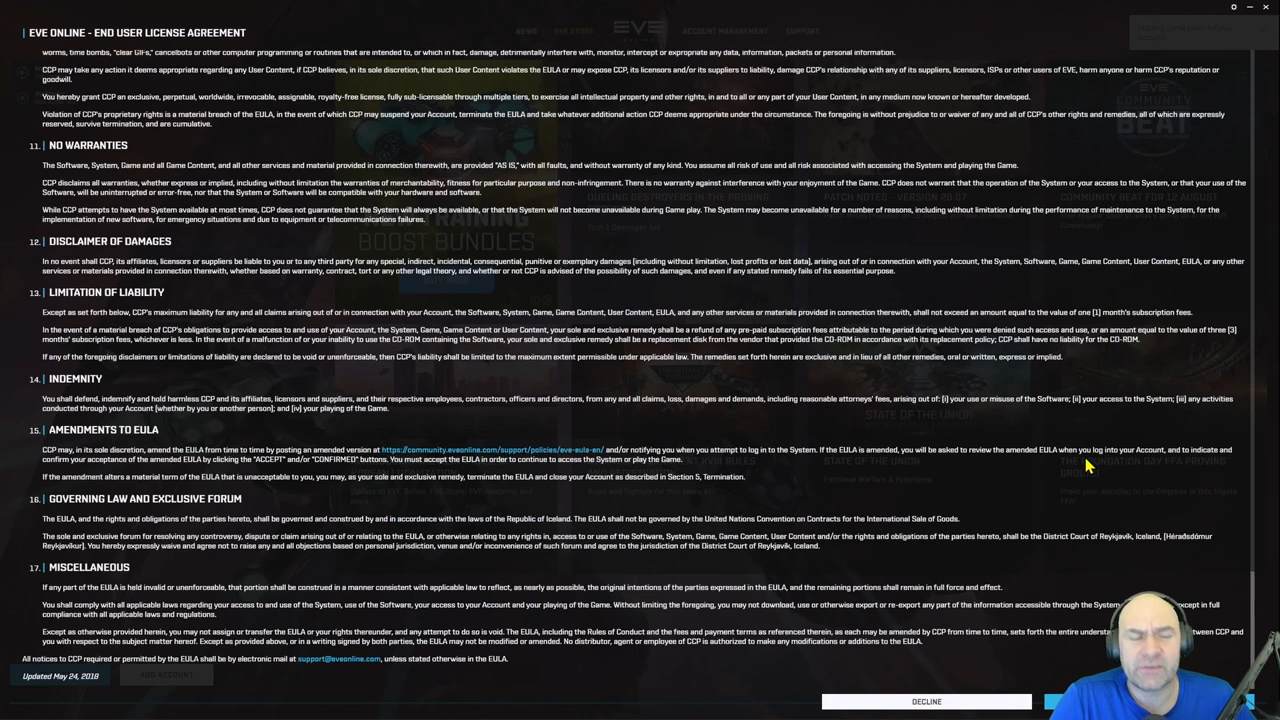 EVE ONLINE - END USER LICENSE AGREEMENT
NEWS EVE STORE EVE ACCOUNT MANAGEMENT SUPPORT
worms, time bombs, "clear GIFs," cancelbots or other computer programming or routines that are intended to, or which in fact, damage, detrimentally interfere with, monitor, intercept or expropriate any data, information, packets or personal information.
CCP may take any action it deems appropriate regarding any User Content, if CCP believes, in its sole discretion, that such User Content violates the EULA or may expose CCP, its licensors and/or its suppliers to liability, damage CCP's relationship with any of its suppliers, licensors, ISPs or other users of EVE, harm anyone or harm CCP's reputation or
goodwill.
You hereby grant CCP an exclusive, perpetual, worldwide, irrevocable, assignable, royalty-free license, fully sub-licensable through multiple tiers, to exercise all intellectual property and other rights, in and to all or any part of your User Content, in any medium now known or hereafter developed.
COMMUNITY
BEAT
Violation of CCP's proprietary rights is a material breach of the EULA, in the event of which CCP may suspend your Account, terminate the EULA and take whatever additional action CCP deems appropriate under the circumstance. The foregoing is without prejudice to or waiver of any and all of CCP's other rights and remedies, all of which are expressly
reserved, survive termination, and are cumulative.
11. NO WARRANTIES
The Software, System, Game and all Game Content, and all other services and material provided in connection therewith, are provided "AS IS," with all faults, and without warranty of any kind. You assume all risk of use and all risk associated with accessing the System and playing the Game.
CCP disclaims all warranties, whether express or implied, including without limitation the warranties of merchantability, fitness for particular purpose and non-infringement. There is no warranty against interference with your enjoyment of the Game. CCP does not warrant that the operation of the System or your access to the System, or that your use of the
Software, will be uninterrupted or error-free, nor that the System or Software will be compatible with your hardware and software.
DUELING DESTROYERS IN THE PROVING PATCH NOTES - VERSION 20.07 COMMUNITY BEAT FOR 12 AUGUST
While CCP attempts to have the System available at most times, CCP does not guarantee that the System will always be available, or that the System will not become unavailable during Game play. The System may become unavailable for a number of reasons, including without limitation during the performance of maintenance to the System, for the
implementation of new software, for emergency situations and due to equipment or telecommunications failures.
TRAINING
BOOST BUNDLES
12. DISCLAIMER OF DAMAGES
In no event shall CCP, its affiliates, licensors or suppliers be liable to you or to any third party for any special, indirect, incidental, consequential, punitive or exemplary damages [including without limitation, lost profits or lost data], arising out of or in connection with your Account, the System, Software, Game, Game Content, User Content, EULA, or any other
services or materials provided in connection therewith, whether based on warranty, contract, tort or any other legal theory, and whether or not CCP is advised of the possibility of such damages, and even if any stated remedy fails of its essential purpose.
BUY NOW
13. LIMITATION OF LIABILITY
Except as set forth below, CCP's maximum liability for any and all claims arising out of or in connection with your Account, the Software, System, Game, Game Content, User Content, EULA, and any other services or materials provided in connection therewith, shall not exceed an amount equal to the value of one [1] month's subscription fees.
In the event of a material breach of CCP's obligations to provide access to and use of your Account, the System, Game, Game Content or User Content, your sole and exclusive remedy shall be a refund of any pre-paid subscription fees attributable to the period during which you were denied such access and use, or an amount equal to the value of three [3]
months' subscription fees, whichever is less. In the event of a malfunction of or your inability to use the CD-ROM containing the Software, your sole and exclusive remedy shall be a replacement disk from the vendor that provided the CD-ROM in accordance with its replacement policy; CCP shall have no liability for the CD-ROM.
If any of the foregoing disclaimers or limitations of liability are declared to be void or unenforceable, then CCP's liability shall be limited to the maximum extent permissible under applicable law. The remedies set forth herein are exclusive and in lieu of all other remedies, oral or written, express or implied.
14. INDEMNITY
You shall defend, indemnify and hold harmless CCP and its affiliates, licensors and suppliers, and their respective employees, contractors, officers and directors, from any and all claims, loss, damages and demands, including reasonable attorneys' fees, arising out of: [i] your use or misuse of the Software; [ii] your access to the System; [iii] any activities
conducted through your Account [whether by you or another person]; and [iv] your playing of the Game.
STATE OF THE
UNION
15. AMENDMENTS TO EULA
CCP may, in its sole discretion, amend the EULA from time to time by posting an amended version at https://community.eveonline.com/support/policies/eve-eula-en/ and/or notifying you when you attempt to log in to the System. If the EULA is amended, you will be asked to review the amended EULA when you log into your Account, and to indicate and
confirm your acceptance of the amended EULA by clicking the "ACCEPT" and/or "CONFIRMED" buttons. You must accept the EULA in order to continue to access the System or play the Game.
STATE OF THE UNION
If the amendment alters a material term of the EULA that is unacceptable to you, you may, as your sole and exclusive remedy, terminate the EULA and close your Account as described in Section 5, Termination.
16. GOVERNING LAW AND EXCLUSIVE FORUM
The EULA, and the rights and obligations of the parties hereto, shall be governed and construed by and in accordance with the laws of the Republic of Iceland. The EULA shall not be governed by the United Nations Convention on Contracts for the International Sale of Goods.
The sole and exclusive forum for resolving any controversy, dispute or claim arising out of or relating to the EULA, or otherwise relating to any rights in, access to or use of the Software, System, Game, Game Content, User Content and/or the rights and obligations of the parties hereto, shall be the District Court of Reykjavik, Iceland, [Héraðsdómur
Reykjavíkur]. You hereby expressly waive and agree not to raise any and all objections based on personal jurisdiction, venue and/or inconvenience of such forum and agree to the jurisdiction of the District Court of Reykjavik, Iceland.
17. MISCELLANEOUS
If any part of the EULA is held invalid or unenforceable, that portion shall be construed in a manner consistent with applicable law to reflect, as nearly as possible, the original intentions of the parties expressed in the EULA, and the remaining portions shall remain in full force and effect.
You shall comply with all applicable laws regarding your access to and use of the System, use of the Software, your access to your Account and your playing of the Game. Without limiting the foregoing, you may not download, use or otherwise export or re-export any part of the information accessible through the System except in full
compliance with all applicable laws and regulations.
Except as otherwise provided herein, you may not assign or transfer the EULA or your rights thereunder, and any attempt to do so is void. The EULA, including the Rules of Conduct and the fees and payment terms as referenced therein, as each may be amended by CCP from time to time, sets forth the entire between CCP and
you with respect to the subject matter hereof. Except as provided above, or in a writing signed by both parties, the EULA may not be modified or amended. No distributor, agent or employee of CCP is authorized to make any modifications or additions to the EULA.
All notices to CCP required or permitted by the EULA shall be by electronic mail at support@eveonline.com, unless stated otherwise in the EULA.
Updated May 24, 2018
ADD ACCOUNT
DECLINE